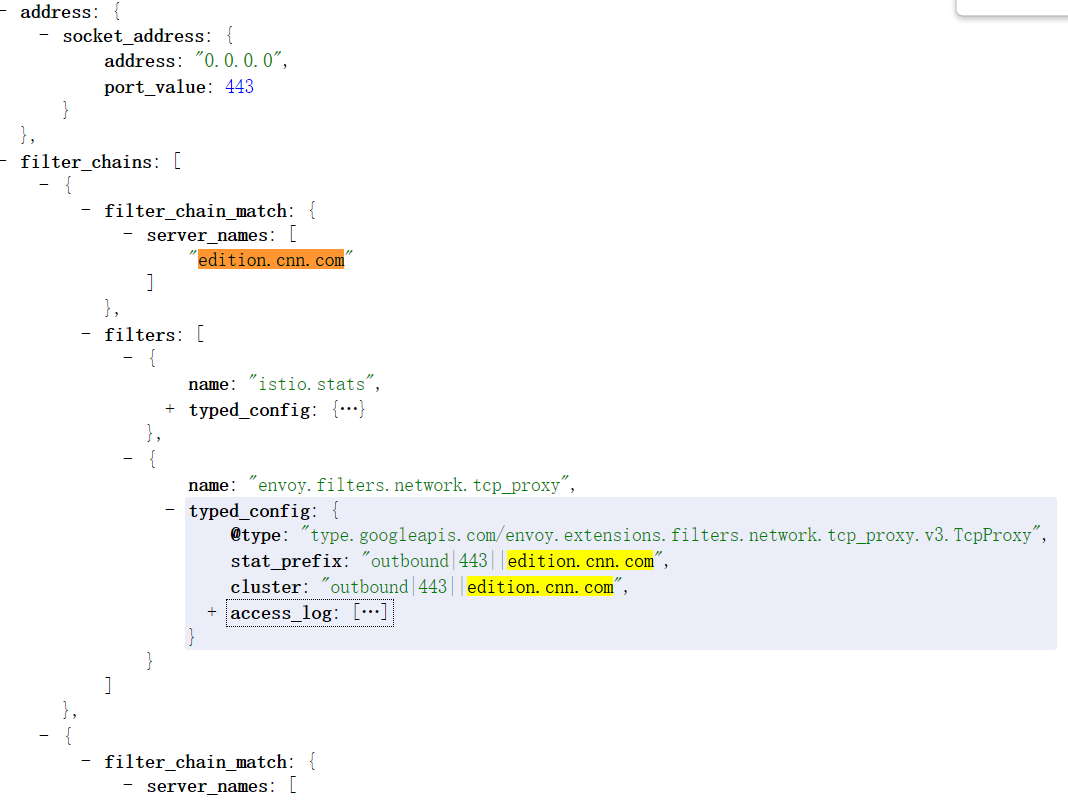 - address: {
- socket_address: {
address: "0.0.0.0",
port_value: 443
}
},
- filter_chains: [
- {
- filter_chain_match: {
- server_names: [
"edition.cnn.com"
]
},
- filters: [
- {
name: "istio.stats",
+ typed_config: {…}
},
- {
name: "envoy.filters.network.tcp_proxy",
- typed_config: {
@type: "type.googleapis.com/envoy.extensions.filters.network.tcp_proxy.v3.TcpProxy",
stat_prefix: "outbound|443||edition.cnn.com",
cluster: "outbound|443||edition.cnn.com",
+ access_log: […]
}
}
]
},
- {
- filter_chain_match: {
- server_names: [